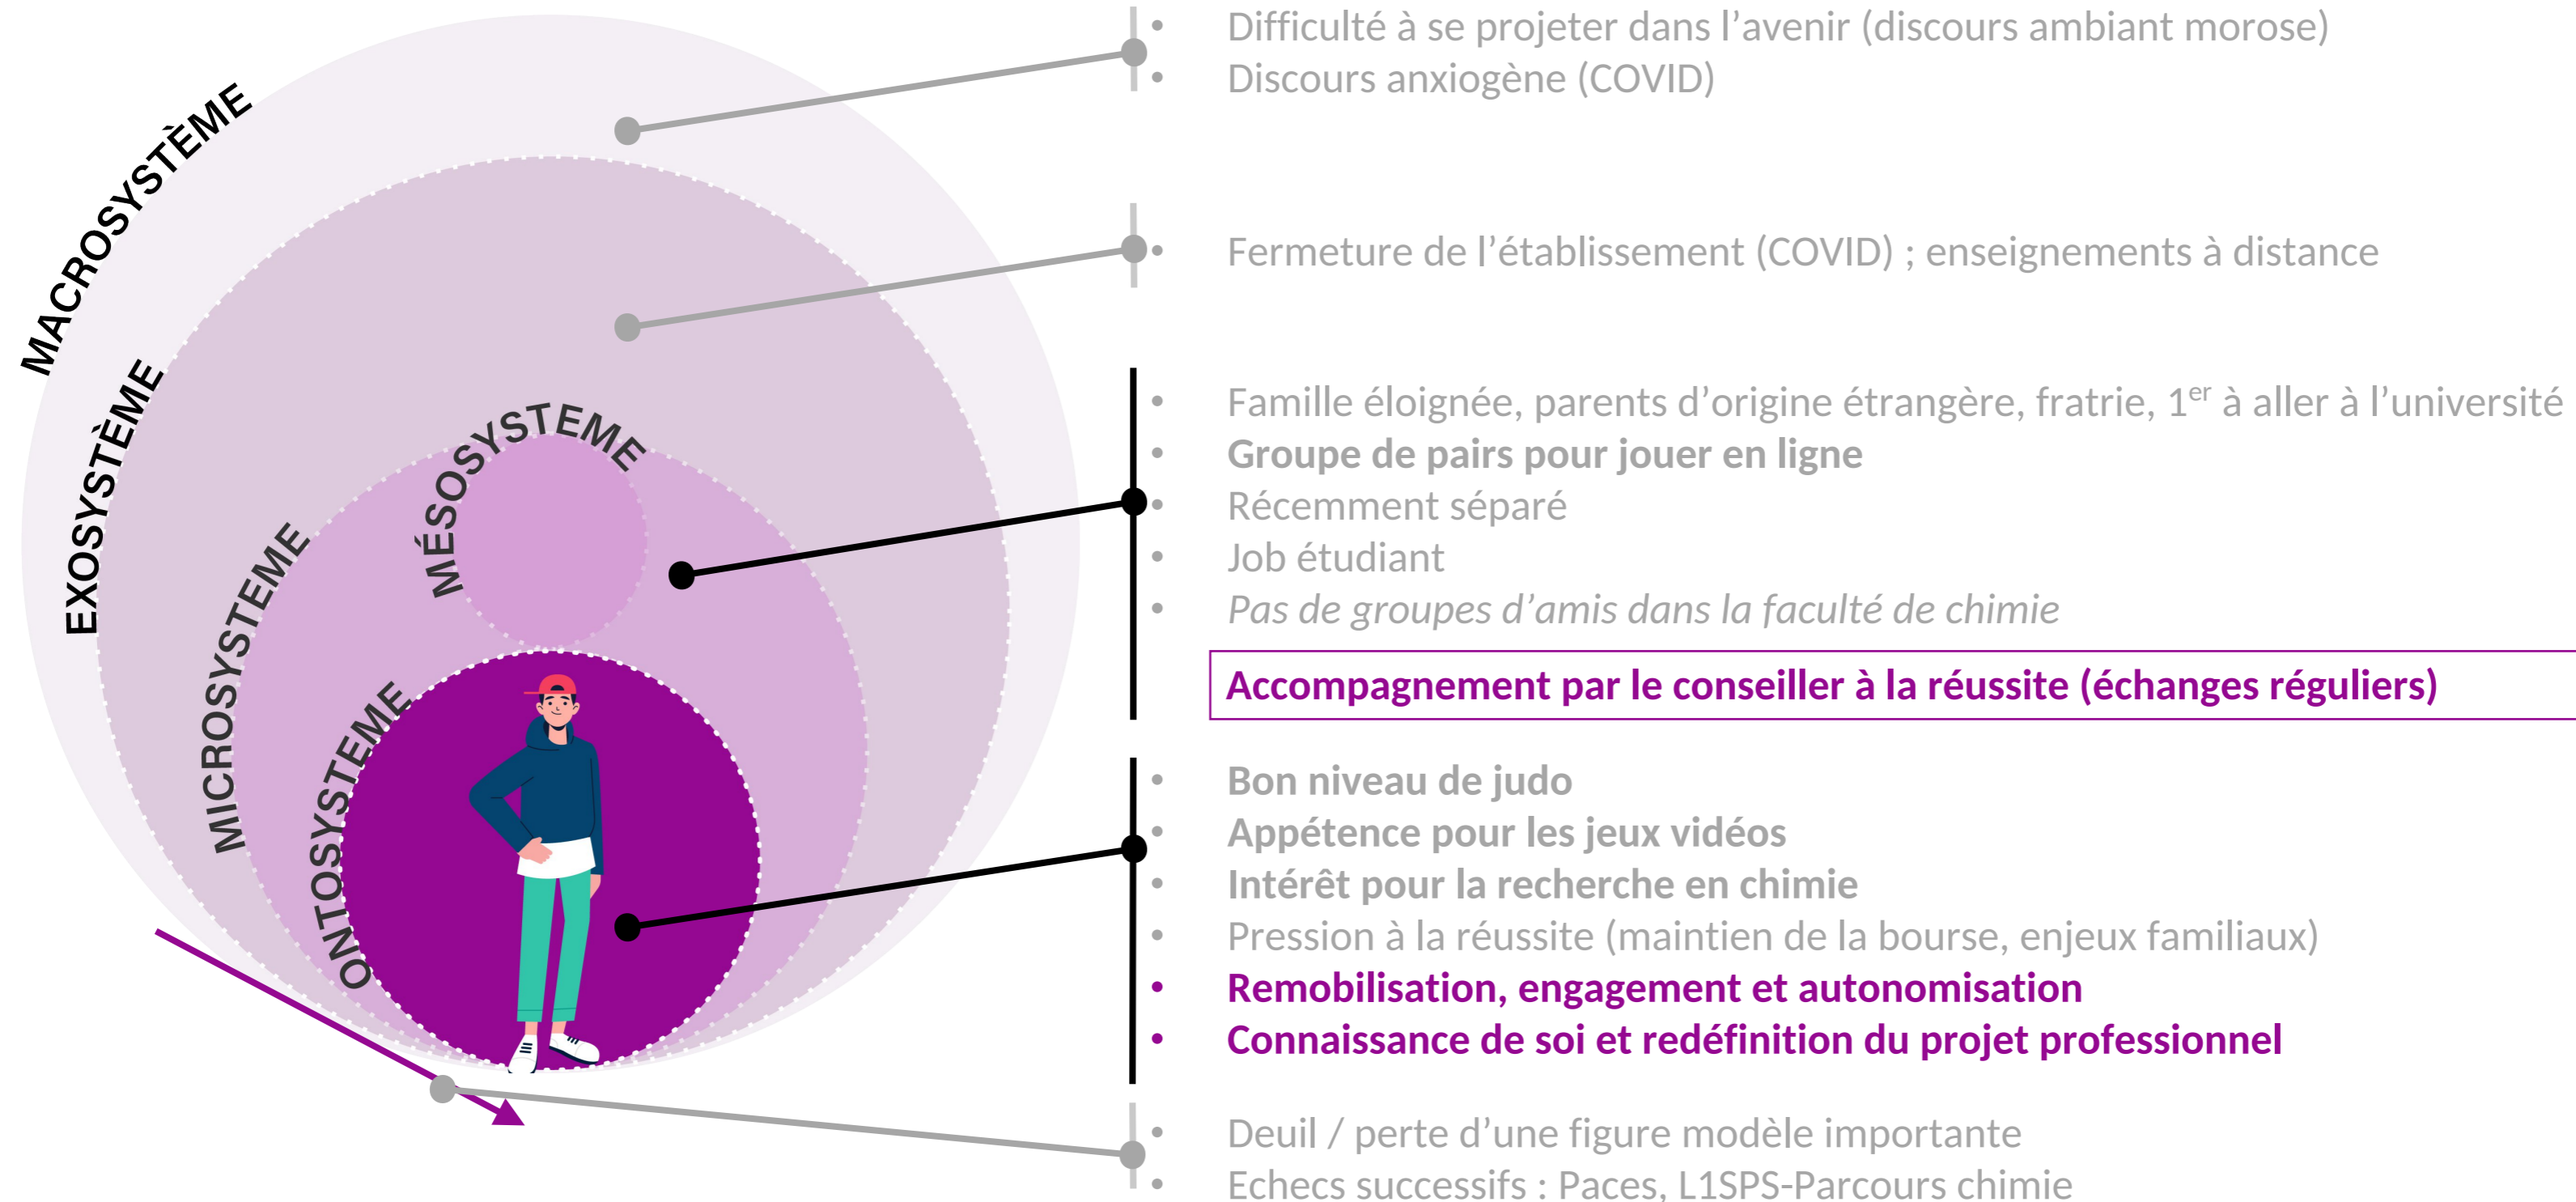 MACROSYSTÈME
EXOSYSTÈME
MICROSYSTEME
MÉSOSYSTEME
ONTOSYSTEME
• Difficulté à se projeter dans l’avenir (discours ambiant morose)
• Discours anxiogène (COVID)
• Fermeture de l’établissement (COVID) ; enseignements à distance
• Famille éloignée, parents d’origine étrangère, fratrie, 1er à aller à l’université
• Groupe de pairs pour jouer en ligne
• Récemment séparé
• Job étudiant
• Pas de groupes d’amis dans la faculté de chimie
Accompagnement par le conseiller à la réussite (échanges réguliers)
• Bon niveau de judo
• Appétence pour les jeux vidéos
• Intérêt pour la recherche en chimie
• Pression à la réussite (maintien de la bourse, enjeux familiaux)
• Remobilisation, engagement et autonomisation
• Connaissance de soi et redéfinition du projet professionnel
• Deuil / perte d’une figure modèle importante
• Echecs successifs : Paces, L1SPS-Parcours chimie